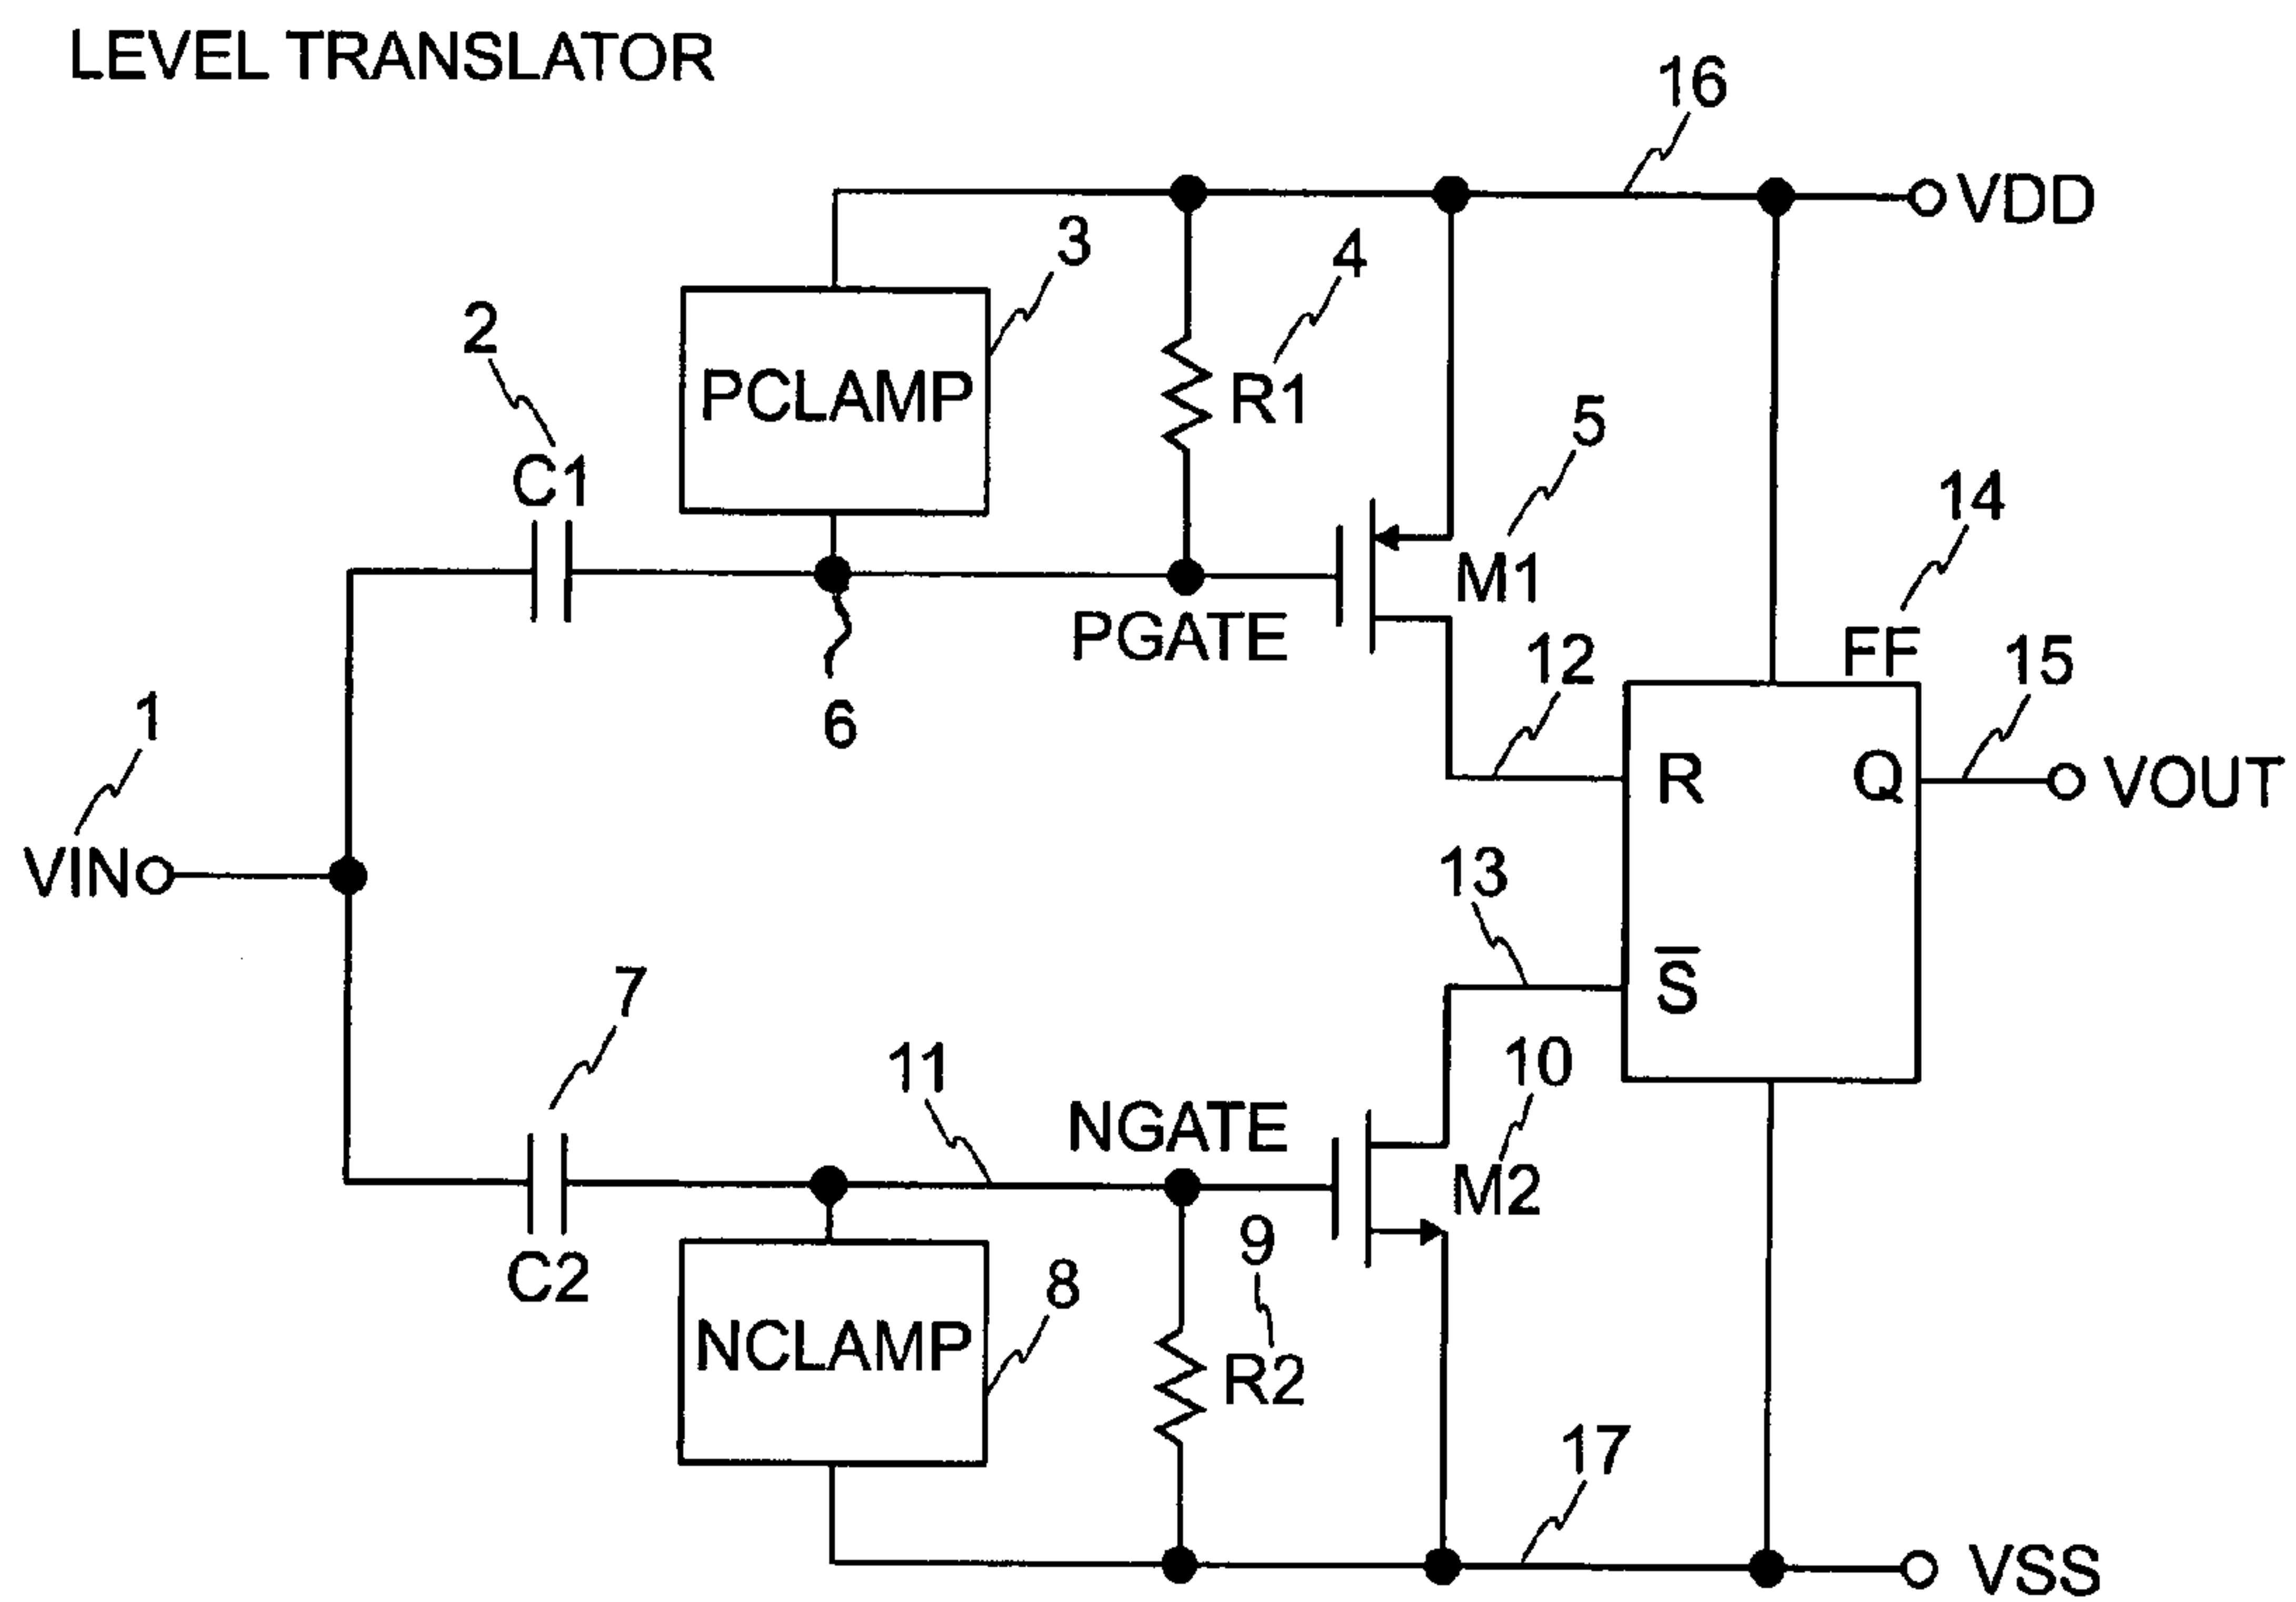 LEVEL TRANSLATOR
16
VDD
3
4
2
PCLAMP
R1
5
C1
14
M1
PGATE
12
FF
15
6
1
R
Q
VOUT
VIN
13
S̅
7
10
11
NGATE
M2
9
C2
8
NCLAMP
R2
17
VSS